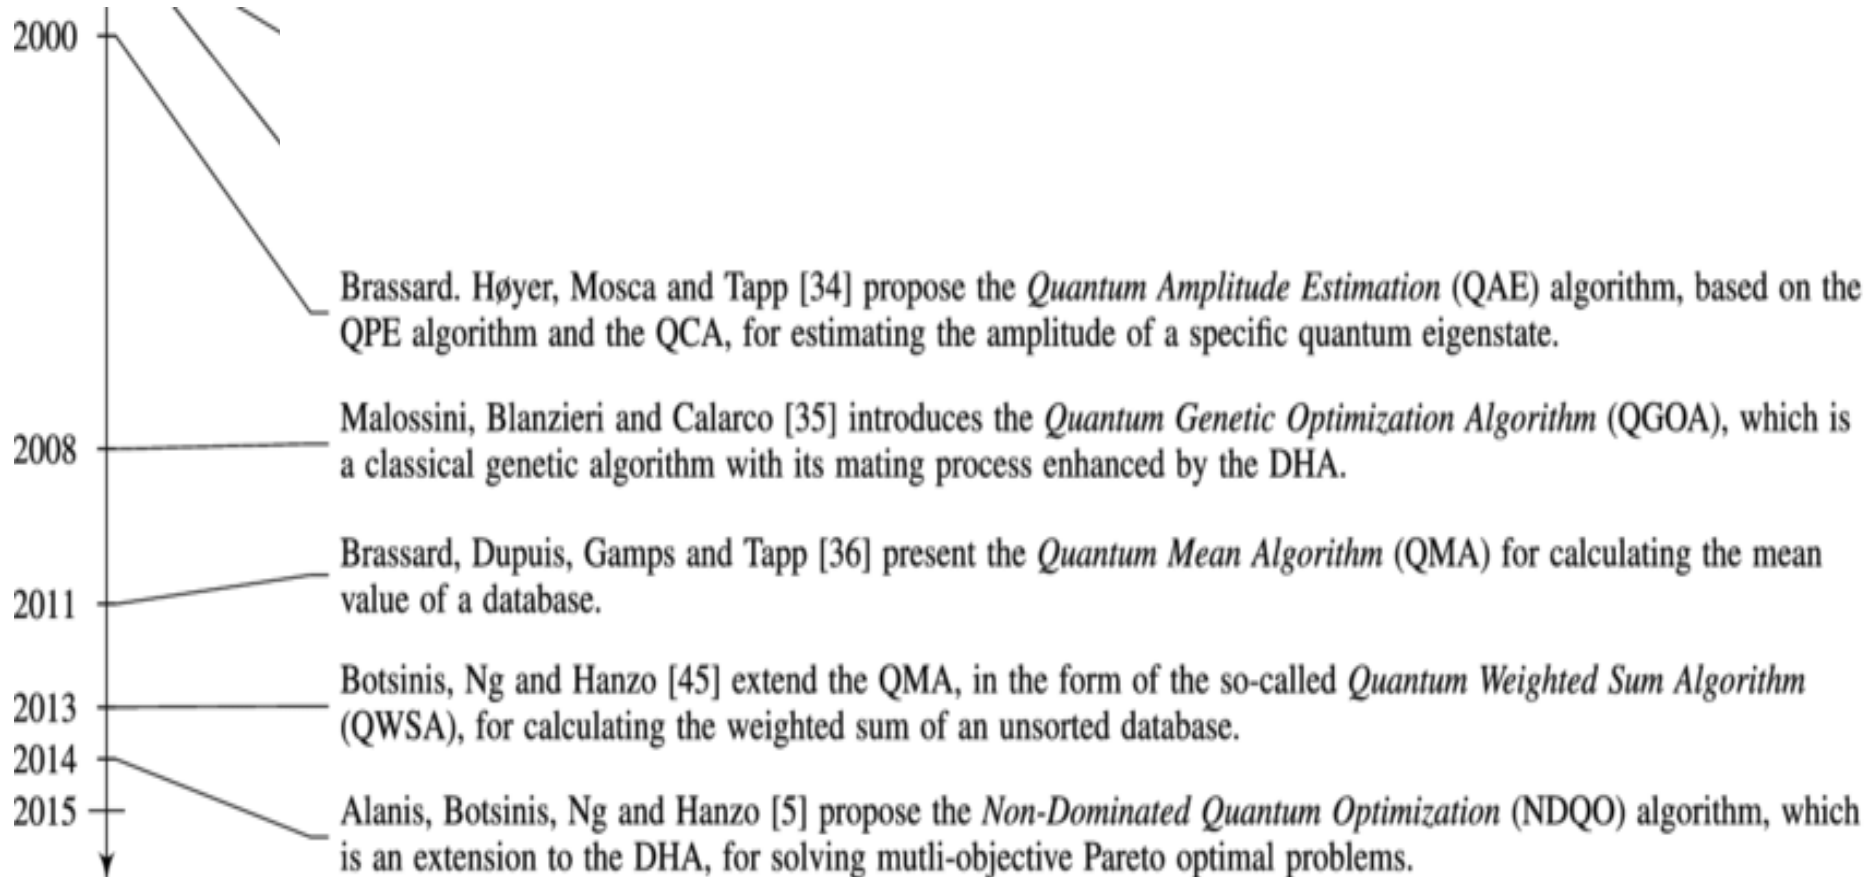 2000
Brassard. Høyer, Mosca and Tapp [34] propose the Quantum Amplitude Estimation (QAE) algorithm, based on the
QPE algorithm and the QCA, for estimating the amplitude of a specific quantum eigenstate.
Malossini, Blanzieri and Calarco [35] introduces the Quantum Genetic Optimization Algorithm (QGOA), which is
2008
a classical genetic algorithm with its mating process enhanced by the DHA.
Brassard, Dupuis, Gamps and Tapp [36] present the Quantum Mean Algorithm (QMA) for calculating the mean
2011
value of a database.
Botsinis, Ng and Hanzo [45] extend the QMA, in the form of the so-called Quantum Weighted Sum Algorithm
2013
(QWSA), for calculating the weighted sum of an unsorted database.
2014
2015
Alanis, Botsinis, Ng and Hanzo [5] propose the Non-Dominated Quantum Optimization (NDQO) algorithm, which
is an extension to the DHA, for solving mutli-objective Pareto optimal problems.